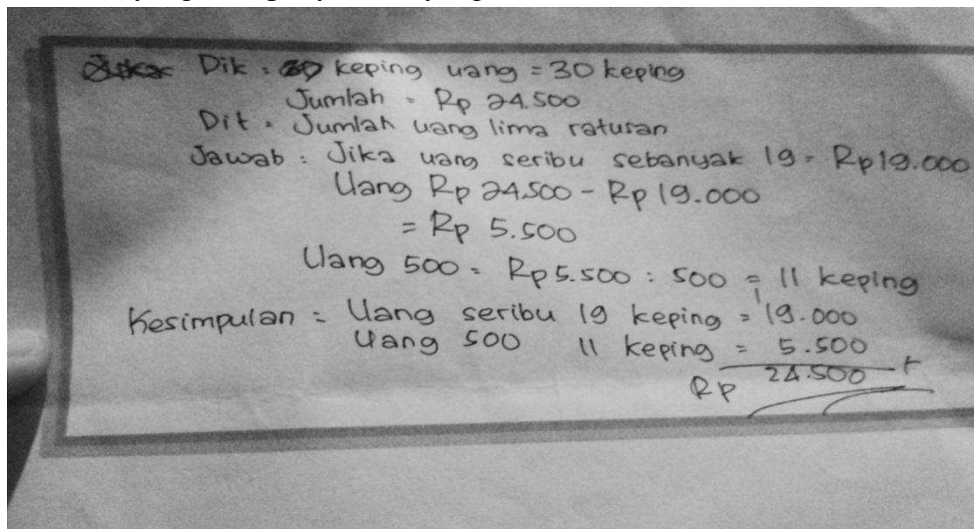 Dik : keping uang = 30 keping
Jumlah = Rp 24.500
Dit : Jumlah uang lima ratusan
Jawab : Jika uang seribu sebanyak 19 = Rp19.000
Uang Rp 24.500 - Rp 19.000
= Rp 5.500
Uang 500 = Rp5.500 : 500 = 11 keping
Kesimpulan : Uang seribu 19 keping = 19.000
Uang 500 11 keping = 5.500 +
Rp 24.500